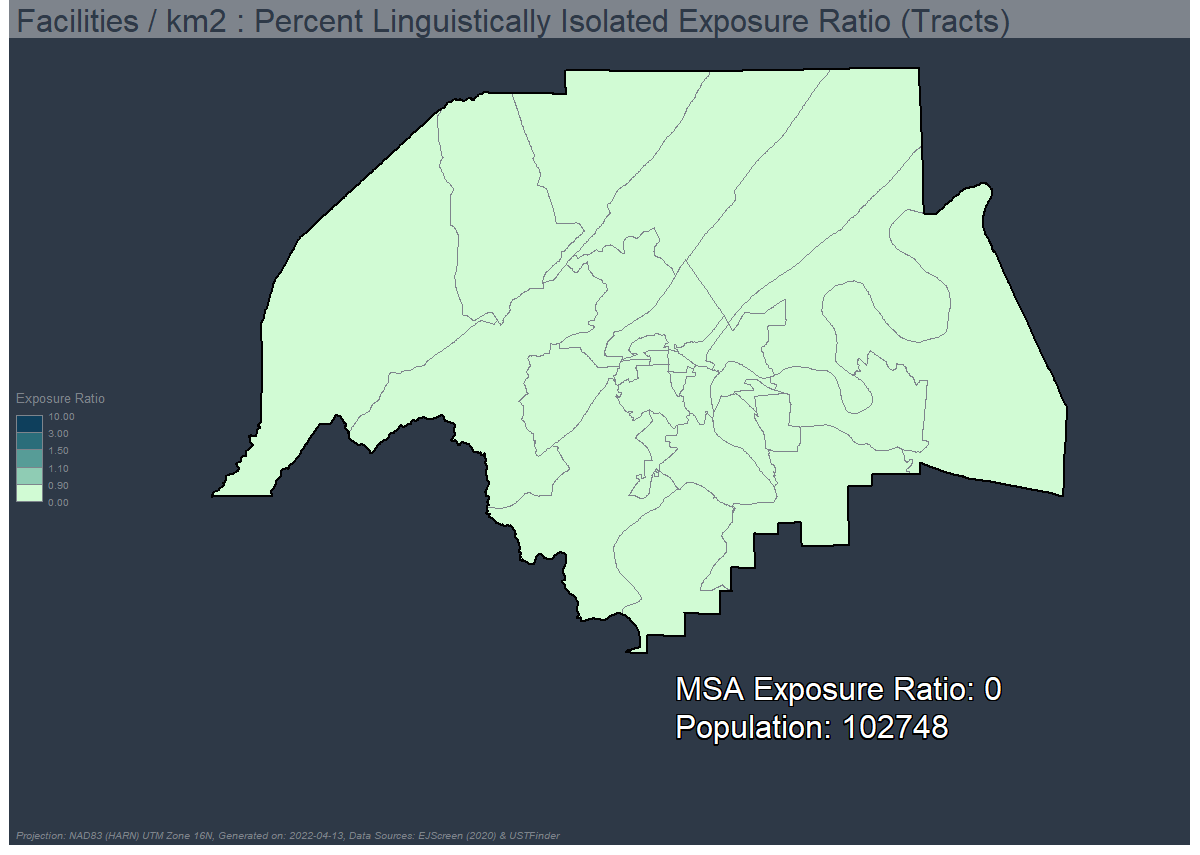 Facilities / km2 : Percent Linguistically Isolated Exposure Ratio (Tracts)
Exposure Ratio
10.00
3.00
1.50
1.10
0.90
0.00
MSA Exposure Ratio: 0
Population: 102748
Projection: NAD83 (HARN) UTM Zone 16N, Generated on: 2022-04-13, Data Sources: EJScreen (2020) & USTFinder